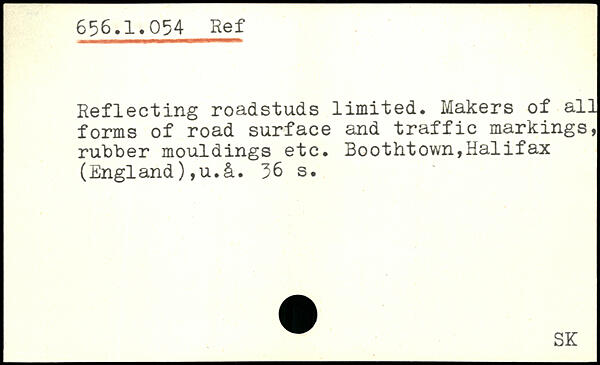 656.1.054 Ref
Reflecting roadstuds limited. Makers of all
forms of road surface and traffic markings,
rubber mouldings etc. Boothtown,Halifax
(England),u.å. 36 s.
SK